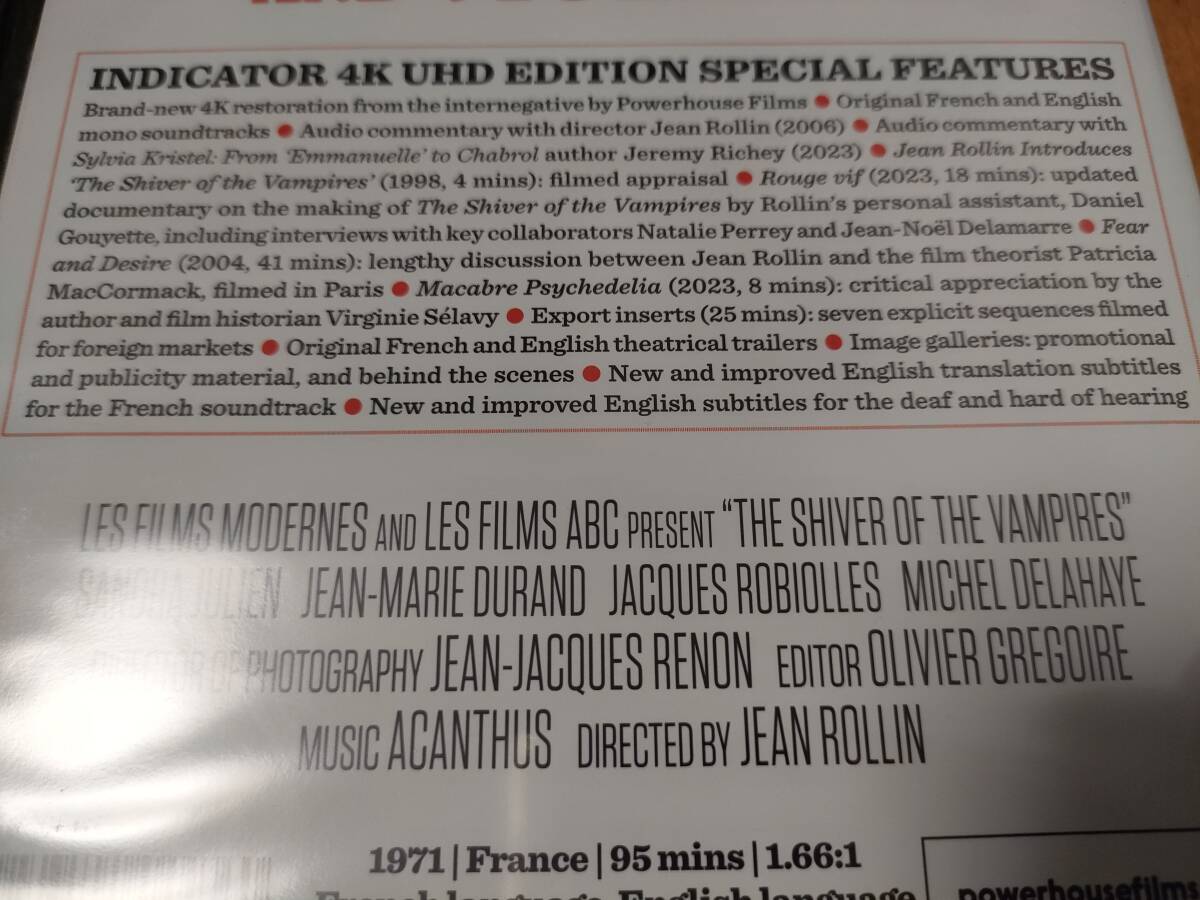 INDICATOR 4K UHD EDITION SPECIAL FEATURES
Brand-new 4K restoration from the internegative by Powerhouse Films ● Original French and English
mono soundtracks ● Audio commentary with director Jean Rollin (2006) ● Audio commentary with
Sylvia Kristel: From ‘Emmanuelle’ to Chabrol author Jeremy Richey (2023) ● Jean Rollin Introduces
‘The Shiver of the Vampires’ (1998, 4 mins): filmed appraisal ● Rouge vif (2023, 18 mins): updated
documentary on the making of The Shiver of the Vampires by Rollin’s personal assistant, Daniel
Gouyette, including interviews with key collaborators Natalie Perrey and Jean-Noël Delamarre ● Fear
and Desire (2004, 41 mins): lengthy discussion between Jean Rollin and the film theorist Patricia
MacCormack, filmed in Paris ● Macabre Psychedelia (2023, 8 mins): critical appreciation by the
author and film historian Virginie Sélavy ● Export inserts (25 mins): seven explicit sequences filmed
for foreign markets ● Original French and English theatrical trailers ● Image galleries: promotional
and publicity material, and behind the scenes ● New and improved English translation subtitles
for the French soundtrack ● New and improved English subtitles for the deaf and hard of hearing
LES FILMS MODERNES AND LES FILMS ABC PRESENT “THE SHIVER OF THE VAMPIRES”
SANDRA JULIEN JEAN-MARIE DURAND JACQUES ROBIOLLES MICHEL DELAHAYE
DIRECTOR OF PHOTOGRAPHY JEAN-JACQUES RENON EDITOR OLIVIER GREGOIRE
MUSIC ACANTHUS DIRECTED BY JEAN ROLLIN
1971 | France | 95 mins | 1.66:1
French language, English language
powerhousefilms